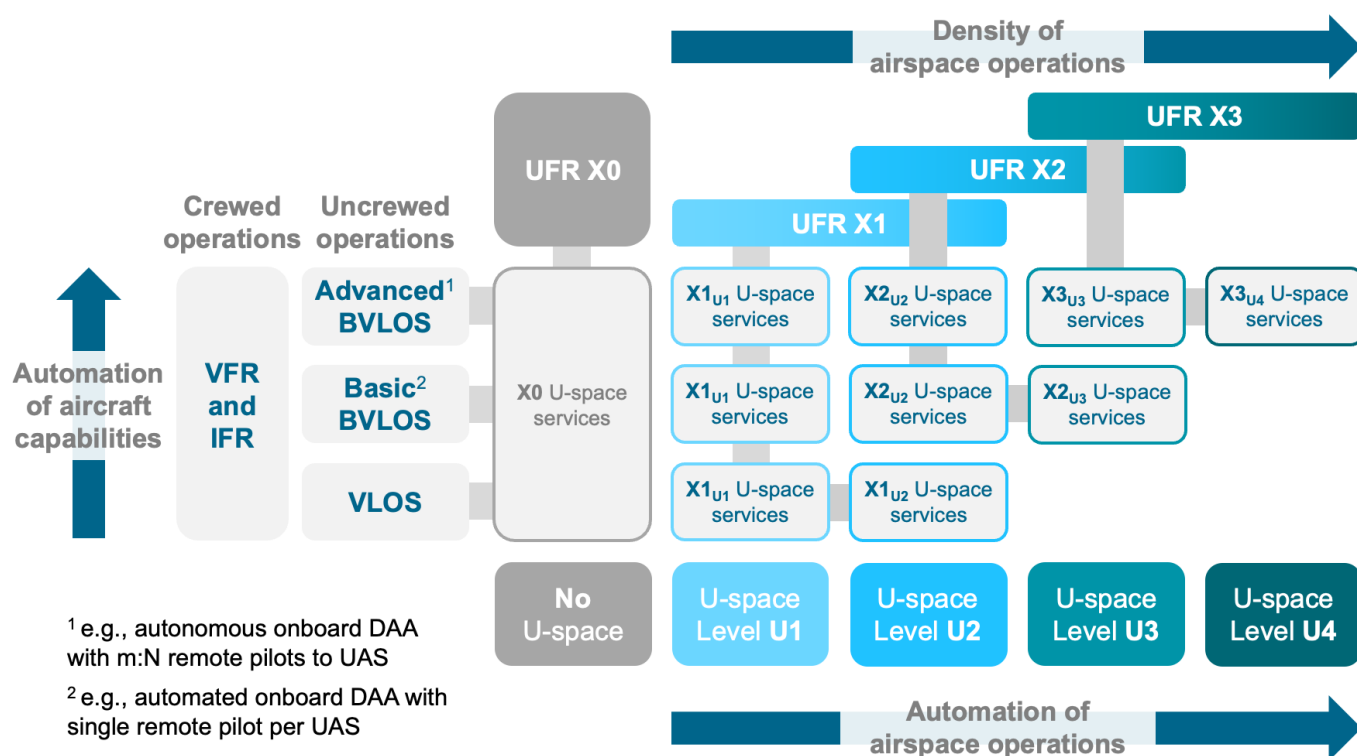 Density of
airspace operations
UFR X3
UFR X0
UFR X2
Crewed
operations
Uncrewed
operations
UFR X1
Automation
of aircraft
capabilities
VFR
and
IFR
Advanced¹
BVLOS
Basic²
BVLOS
VLOS
X0 U-space
services
X1U1 U-space
services
X2U2 U-space
services
X3U3 U-space
services
X3U4 U-space
services
X1U1 U-space
services
X2U2 U-space
services
X2U3 U-space
services
X1U1 U-space
services
X1U2 U-space
services
No
U-space
U-space
Level U1
U-space
Level U2
U-space
Level U3
U-space
Level U4
¹ e.g., autonomous onboard DAA
with m:N remote pilots to UAS
² e.g., automated onboard DAA with
single remote pilot per UAS
Automation of
airspace operations